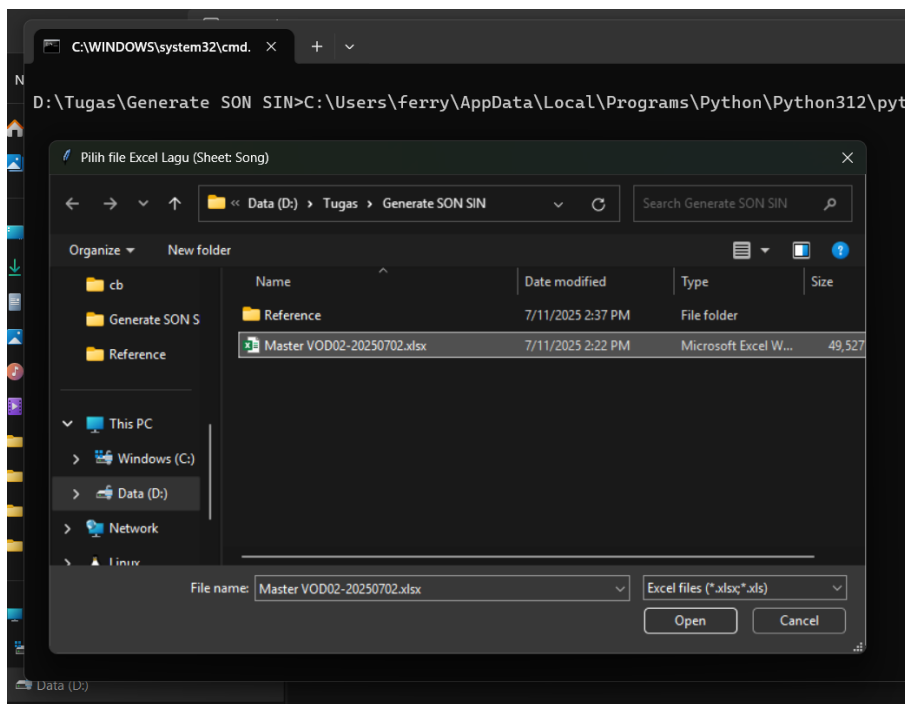 C:\WINDOWS\system32\cmd.
N
D:\Tugas\Generate SON SIN>C:\Users\ferry\AppData\Local\Programs\Python\Python312\pyt
Pilih file Excel Lagu (Sheet: Song)
« Data (D:) › Tugas › Generate SON SIN
Search Generate SON SIN
Organize
New folder
Name
Date modified
Type
Size
cb
Generate SON S
Reference
Reference
7/11/2025 2:37 PM
File folder
Master VOD02-20250702.xlsx
7/11/2025 2:22 PM
Microsoft Excel W...
49,527
This PC
Windows (C:)
Data (D:)
Network
Linux
File name:
Master VOD02-20250702.xlsx
Excel files (*.xlsx;*.xls)
Open
Cancel
Data (D:)